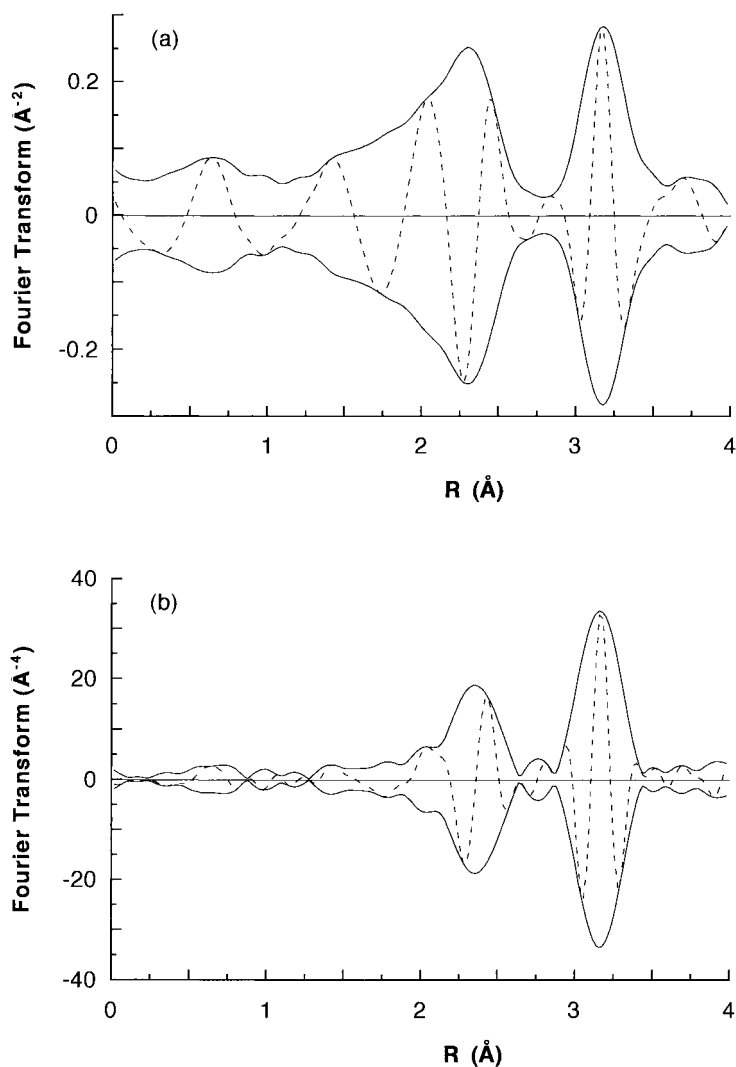 (a)
Fourier Transform (Å⁻²)
0.2
0
-0.2
0 1 2 3 4
R (Å)
(b)
Fourier Transform (Å⁻⁴)
40
20
0
-20
-40
0 1 2 3 4
R (Å)